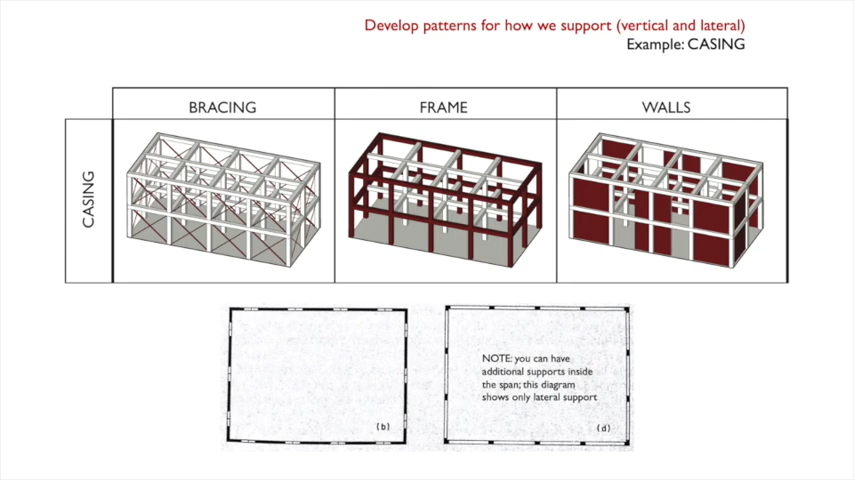 Develop patterns for how we support (vertical and lateral)
Example: CASING
BRACING
FRAME
WALLS
CASING
NOTE: you can have
additional supports inside
the span; this diagram
shows only lateral support
(b)
(d)